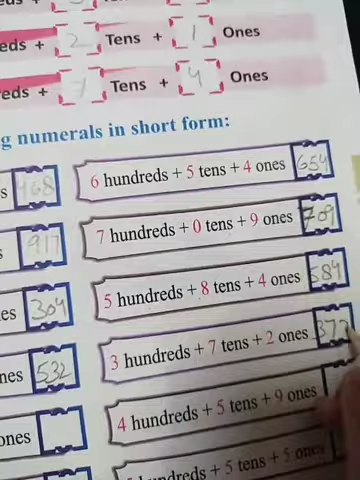 eds + 2 Tens + 1 Ones
eds + 7 Tens + 4 Ones
g numerals in short form:
s 468
6 hundreds + 5 tens + 4 ones 654
s 917
7 hundreds + 0 tens + 9 ones 709
es 304
5 hundreds + 8 tens + 4 ones 584
nes 532
3 hundreds + 7 tens + 2 ones 372
ones
4 hundreds + 5 tens + 9 ones
hundreds + 5 tens + 5 ones